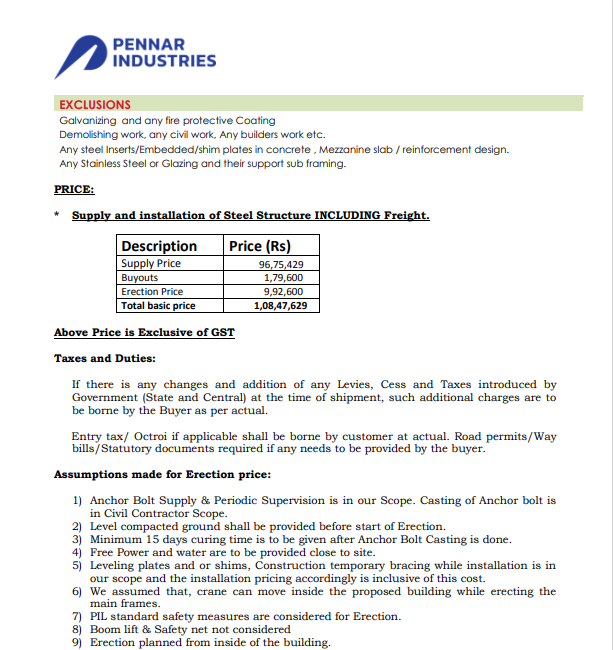 PENNAR
INDUSTRIES
EXCLUSIONS
Galvanizing and any fire protective Coating
Demolishing work, any civil work, Any builders work etc.
Any steel Inserts/Embedded/shim plates in concrete , Mezzanine slab / reinforcement design.
Any Stainless Steel or Glazing and their support sub framing.
PRICE:
* Supply and installation of Steel Structure INCLUDING Freight.
Description Price (Rs)
Supply Price 96,75,429
Buyouts 1,79,600
Erection Price 9,92,600
Total basic price 1,08,47,629
Above Price is Exclusive of GST
Taxes and Duties:
If there is any changes and addition of any Levies, Cess and Taxes introduced by
Government (State and Central) at the time of shipment, such additional charges are to
be borne by the Buyer as per actual.
Entry tax/ Octroi if applicable shall be borne by customer at actual. Road permits/Way
bills/Statutory documents required if any needs to be provided by the buyer.
Assumptions made for Erection price:
1) Anchor Bolt Supply & Periodic Supervision is in our Scope. Casting of Anchor bolt is
in Civil Contractor Scope.
2) Level compacted ground shall be provided before start of Erection.
3) Minimum 15 days curing time is to be given after Anchor Bolt Casting is done.
4) Free Power and water are to be provided close to site.
5) Leveling plates and or shims, Construction temporary bracing while installation is in
our scope and the installation pricing accordingly is inclusive of this cost.
6) We assumed that, crane can move inside the proposed building while erecting the
main frames.
7) PIL standard safety measures are considered for Erection.
8) Boom lift & Safety net not considered
9) Erection planned from inside of the building.